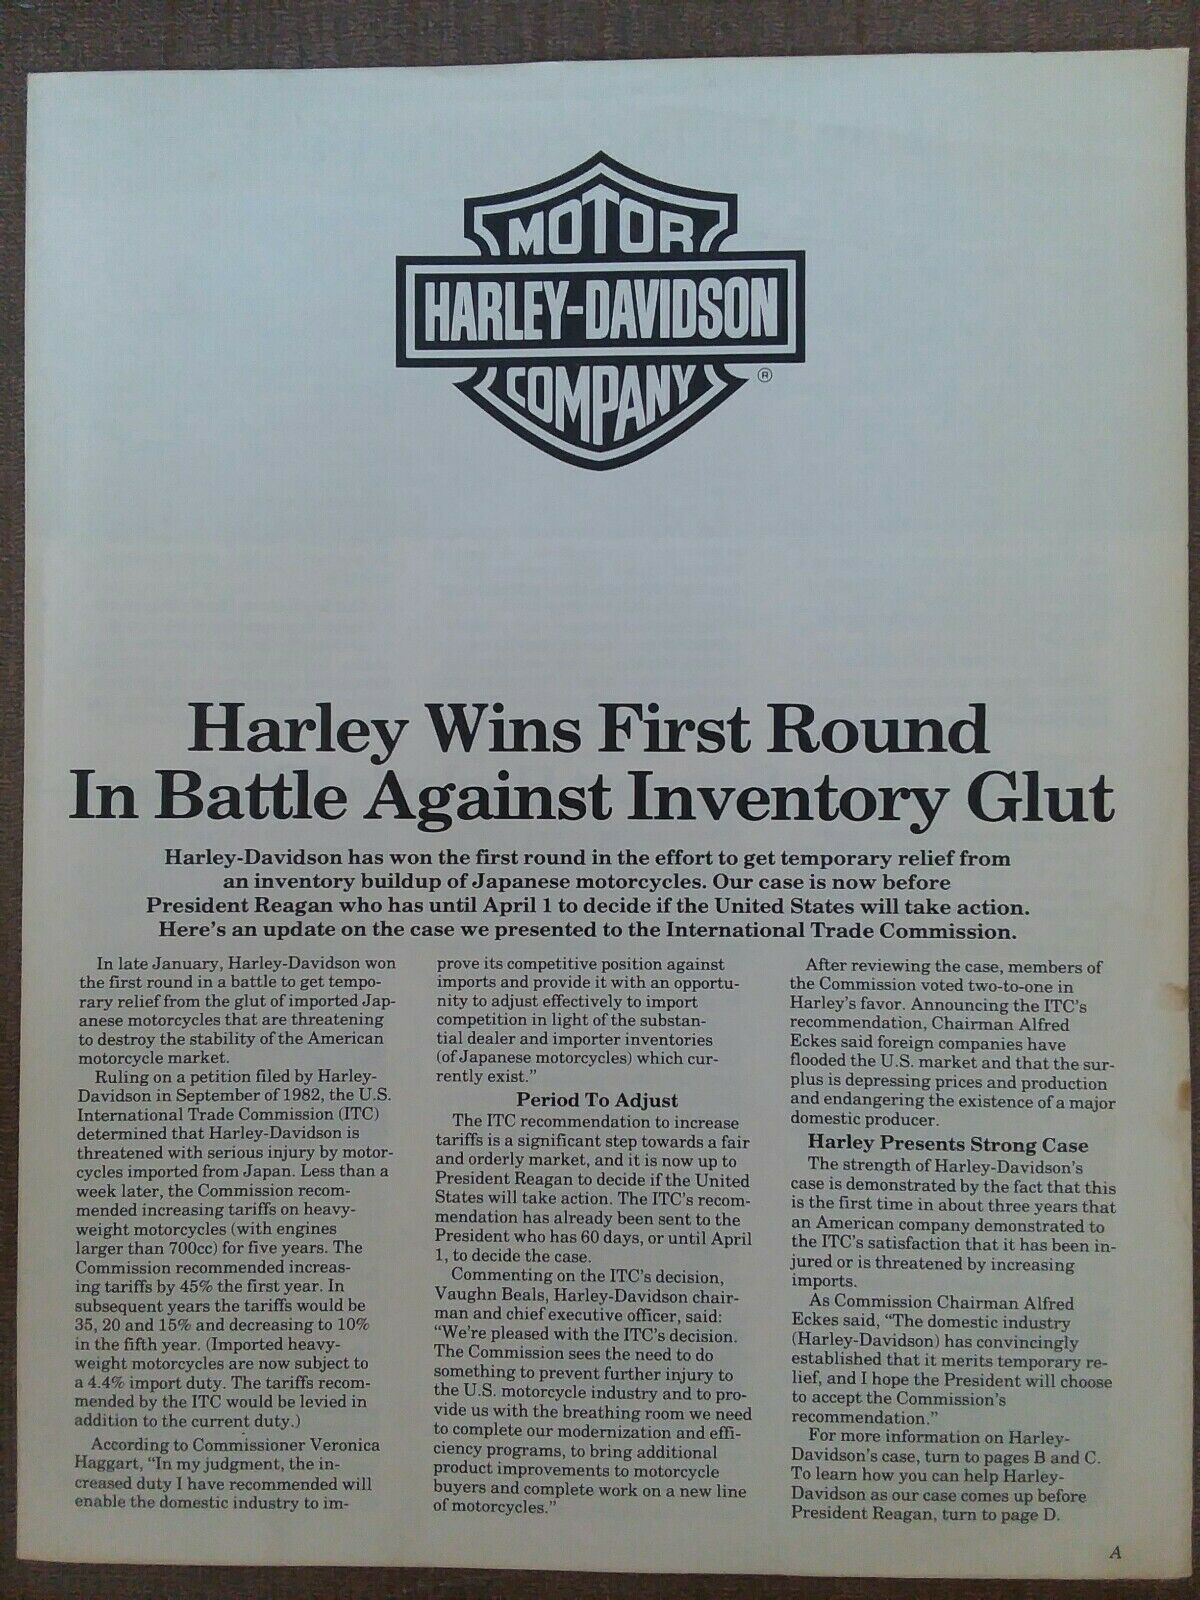 MOTOR
HARLEY-DAVIDSON
COMPANY
®
Harley Wins First Round
In Battle Against Inventory Glut
Harley-Davidson has won the first round in the effort to get temporary relief from
an inventory buildup of Japanese motorcycles. Our case is now before
President Reagan who has until April 1 to decide if the United States will take action.
Here's an update on the case we presented to the International Trade Commission.
In late January, Harley-Davidson won
the first round in a battle to get tempo-
rary relief from the glut of imported Jap-
anese motorcycles that are threatening
to destroy the stability of the American
motorcycle market.
Ruling on a petition filed by Harley-
Davidson in September of 1982, the U.S.
International Trade Commission (ITC)
determined that Harley-Davidson is
threatened with serious injury by motor-
cycles imported from Japan. Less than a
week later, the Commission recom-
mended increasing tariffs on heavy-
weight motorcycles (with engines
larger than 700cc) for five years. The
Commission recommended increas-
ing tariffs by 45% the first year. In
subsequent years the tariffs would be
35, 20 and 15% and decreasing to 10%
in the fifth year. (Imported heavy-
weight motorcycles are now subject to
a 4.4% import duty. The tariffs recom-
mended by the ITC would be levied in
addition to the current duty.)
According to Commissioner Veronica
Haggart, "In my judgment, the in-
creased duty I have recommended will
enable the domestic industry to im-
prove its competitive position against
imports and provide it with an opportu-
nity to adjust effectively to import
competition in light of the substan-
tial dealer and importer inventories
(of Japanese motorcycles) which cur-
rently exist."
Period To Adjust
The ITC recommendation to increase
tariffs is a significant step towards a fair
and orderly market, and it is now up to
President Reagan to decide if the United
States will take action. The ITC's recom-
mendation has already been sent to the
President who has 60 days, or until April
1, to decide the case.
Commenting on the ITC's decision,
Vaughn Beals, Harley-Davidson chair-
man and chief executive officer, said:
"We're pleased with the ITC's decision.
The Commission sees the need to do
something to prevent further injury to
the U.S. motorcycle industry and to pro-
vide us with the breathing room we need
to complete our modernization and effi-
ciency programs, to bring additional
product improvements to motorcycle
buyers and complete work on a new line
of motorcycles."
After reviewing the case, members of
the Commission voted two-to-one in
Harley's favor. Announcing the ITC's
recommendation, Chairman Alfred
Eckes said foreign companies have
flooded the U.S. market and that the sur-
plus is depressing prices and production
and endangering the existence of a major
domestic producer.
Harley Presents Strong Case
The strength of Harley-Davidson's
case is demonstrated by the fact that this
is the first time in about three years that
an American company demonstrated to
the ITC's satisfaction that it has been in-
jured or is threatened by increasing
imports.
As Commission Chairman Alfred
Eckes said, "The domestic industry
(Harley-Davidson) has convincingly
established that it merits temporary re-
lief, and I hope the President will choose
to accept the Commission's
recommendation."
For more information on Harley-
Davidson's case, turn to pages B and C.
To learn how you can help Harley-
Davidson as our case comes up before
President Reagan, turn to page D.
A